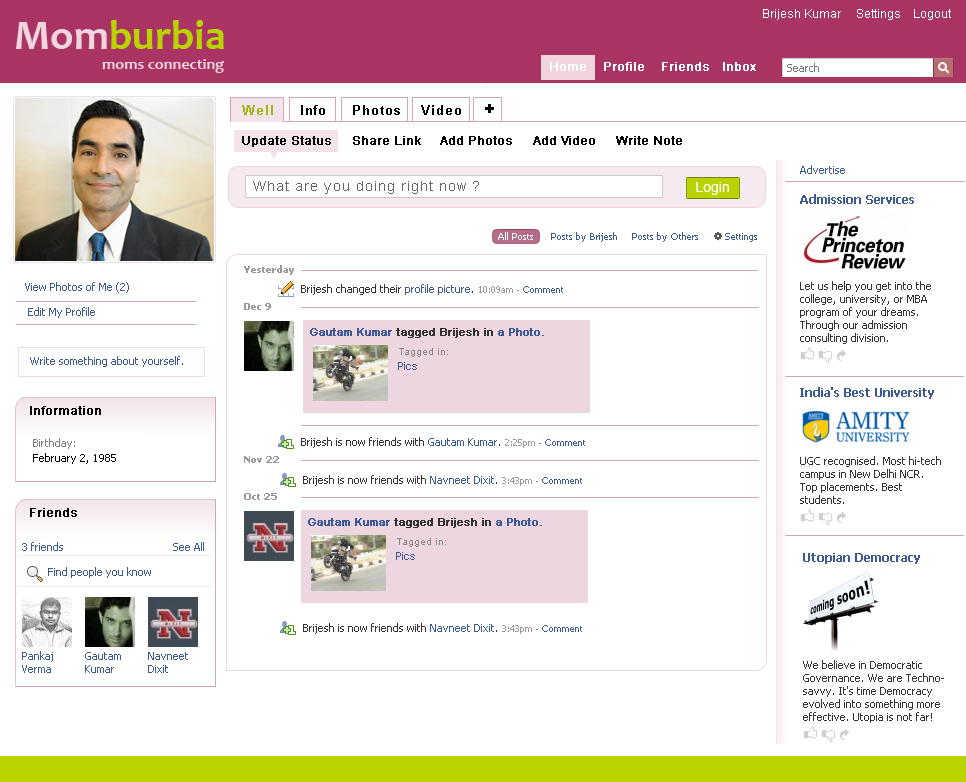 Brijesh Kumar Settings Logout
Momburbia
moms connecting
Home Profile Friends Inbox Search
Well Info Photos Video +
Update Status Share Link Add Photos Add Video Write Note
What are you doing right now ? Login
All Posts Posts by Brijesh Posts by Others Settings
View Photos of Me (2)
Edit My Profile
Write something about yourself.
Information
Birthday:
February 2, 1985
Friends
3 friends See All
Find people you know
Pankaj Verma
Gautam Kumar
N
Navneet Dixit
Yesterday
Brijesh changed their profile picture. 10:09am - Comment
Dec 9
Gautam Kumar tagged Brijesh in a Photo.
Tagged in:
Pics
Brijesh is now friends with Gautam Kumar. 2:25pm - Comment
Nov 22
Brijesh is now friends with Navneet Dixit. 3:43pm - Comment
Oct 25
N
Gautam Kumar tagged Brijesh in a Photo.
Tagged in:
Pics
Brijesh is now friends with Navneet Dixit. 3:43pm - Comment
Advertise
Admission Services
The
Princeton
Review
Let us help you get into the
college, university, or MBA
program of your dreams.
Through our admission
consulting division.
India's Best University
AMITY
UNIVERSITY
UGC recognised. Most hi-tech
campus in New Delhi NCR.
Top placements. Best
students.
Utopian Democracy
coming soon!
We believe in Democratic
Governance. We are Techno-
savvy. It's time Democracy
evolved into something more
effective. Utopia is not far!